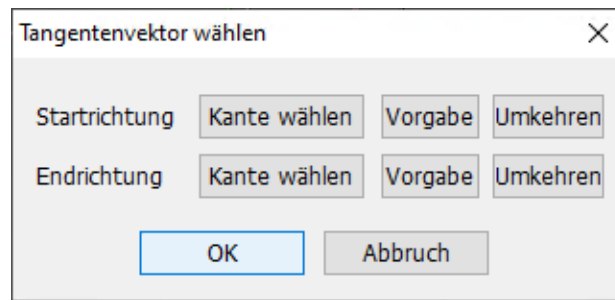 Tangentenvektor wählen
Startrichtung Kante wählen Vorgabe Umkehren
Endrichtung Kante wählen Vorgabe Umkehren
OK Abbruch